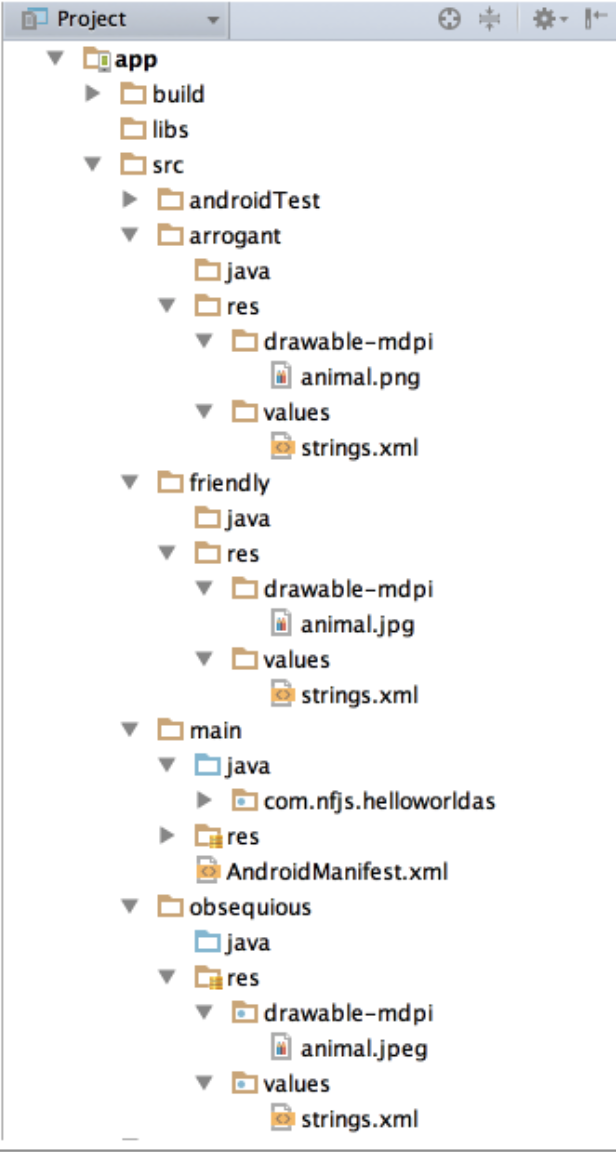 Project
app
build
libs
src
androidTest
arrogant
java
res
drawable-mdpi
animal.png
values
strings.xml
friendly
java
res
drawable-mdpi
animal.jpg
values
strings.xml
main
java
com.nfjs.helloworldas
res
AndroidManifest.xml
obsequious
java
res
drawable-mdpi
animal.jpeg
values
strings.xml